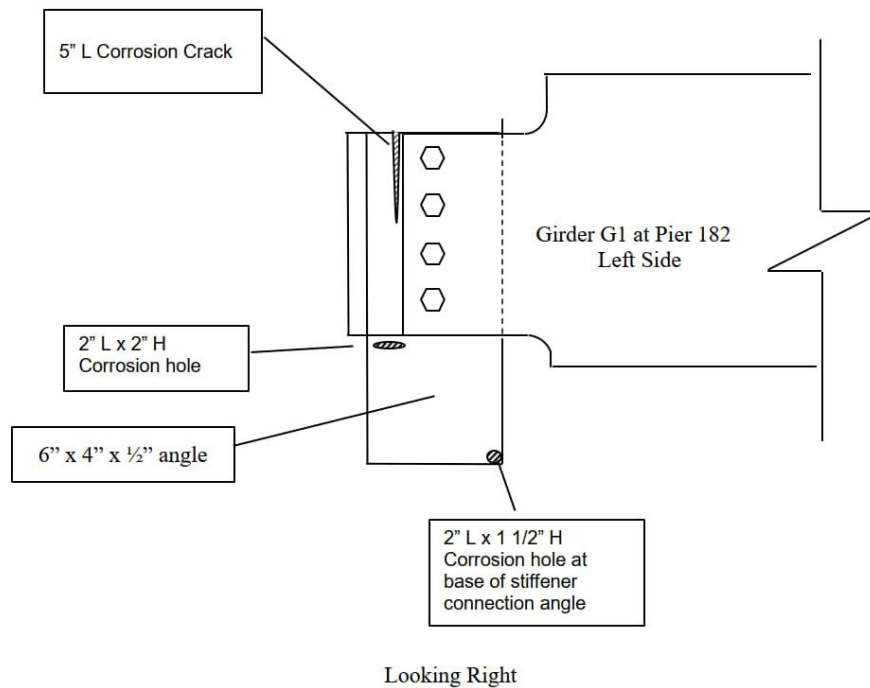 5” L Corrosion Crack
Girder G1 at Pier 182
Left Side
2” L x 2” H
Corrosion hole
6” x 4” x ½” angle
2” L x 1 1/2” H
Corrosion hole at
base of stiffener
connection angle
Looking Right